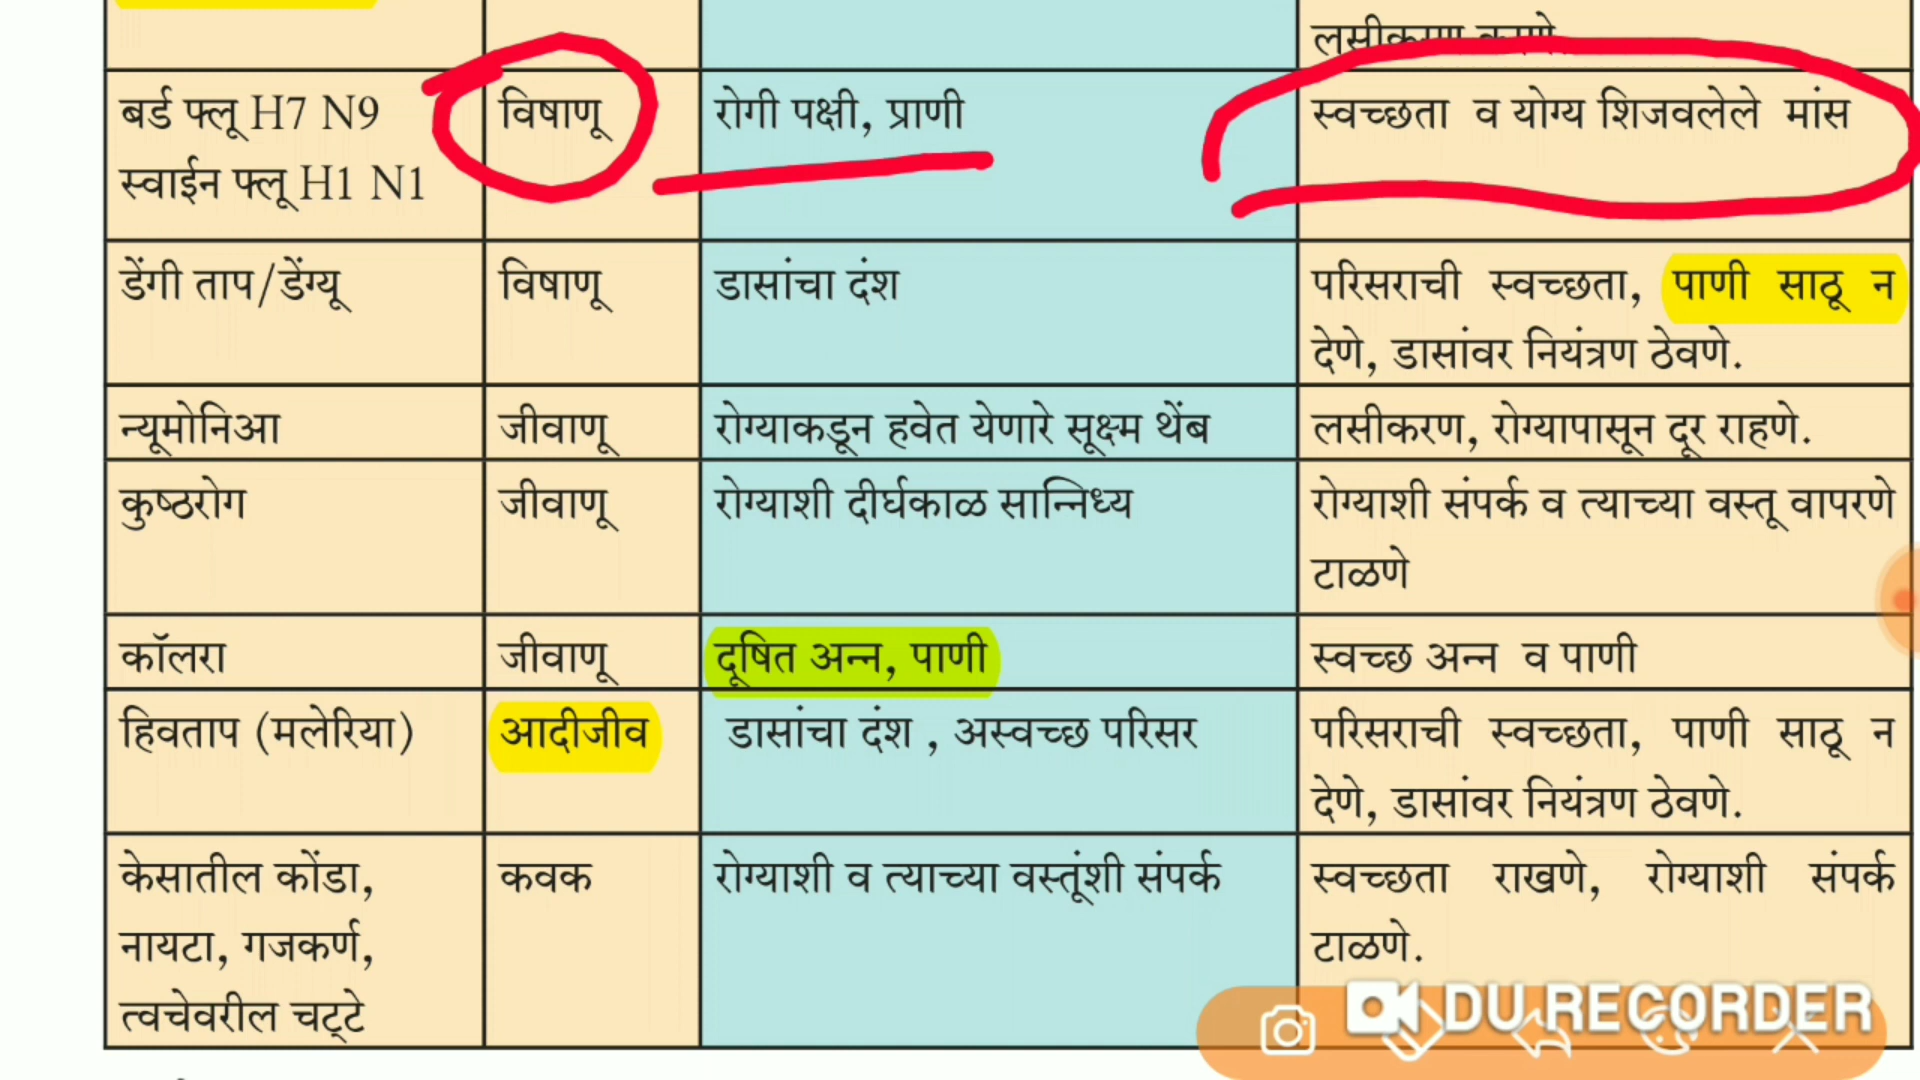 लसीकरण करणे.
बर्ड फ्लू H7 N9
स्वाईन फ्लू H1 N1
विषाणू
रोगी पक्षी, प्राणी
स्वच्छता व योग्य शिजवलेले मांस
डेंगी ताप/डेंग्यू
विषाणू
डासांचा दंश
परिसराची स्वच्छता, पाणी साठू न
देणे, डासांवर नियंत्रण ठेवणे.
न्यूमोनिआ
जीवाणू
रोग्याकडून हवेत येणारे सूक्ष्म थेंब
लसीकरण, रोग्यापासून दूर राहणे.
कुष्ठरोग
जीवाणू
रोग्याशी दीर्घकाळ सान्निध्य
रोग्याशी संपर्क व त्याच्या वस्तू वापरणे
टाळणे
कॉलरा
जीवाणू
दूषित अन्न, पाणी
स्वच्छ अन्न व पाणी
हिवताप (मलेरिया)
आदीजीव
डासांचा दंश , अस्वच्छ परिसर
परिसराची स्वच्छता, पाणी साठू न
देणे, डासांवर नियंत्रण ठेवणे.
केसातील कोंडा,
नायटा, गजकर्ण,
त्वचेवरील चट्टे
कवक
रोग्याशी व त्याच्या वस्तूंशी संपर्क
स्वच्छता राखणे, रोग्याशी संपर्क
टाळणे.
DU RECORDER